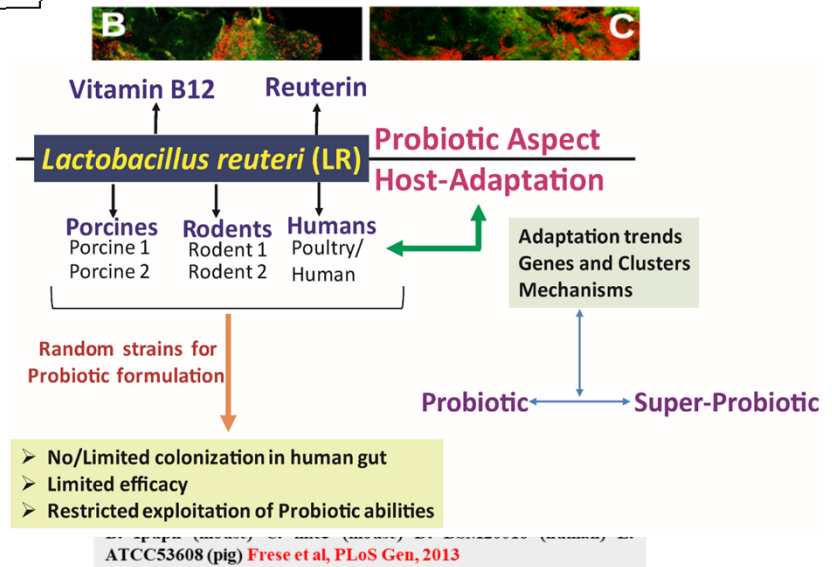 B
C
Vitamin B12
Reuterin
Lactobacillus reuteri (LR)
Probiotic Aspect
Host-Adaptation
Porcines
Porcine 1
Porcine 2
Rodents
Rodent 1
Rodent 2
Humans
Poultry/
Human
Adaptation trends
Genes and Clusters
Mechanisms
Random strains for
Probiotic formulation
Probiotic
Super-Probiotic
➢ No/Limited colonization in human gut
➢ Limited efficacy
➢ Restricted exploitation of Probiotic abilities
ATCC53608 (pig) Frese et al, PLoS Gen, 2013